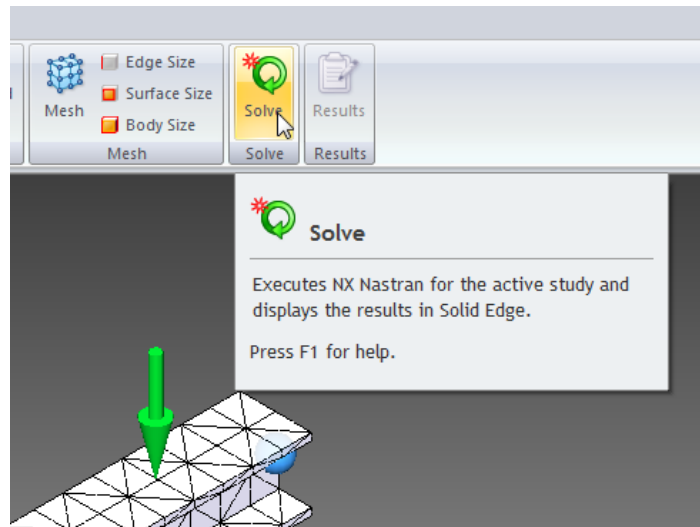 Edge Size
Surface Size
Body Size
Mesh
Solve
Results
Mesh
Solve
Results
Solve
Executes NX Nastran for the active study and
displays the results in Solid Edge.
Press F1 for help.